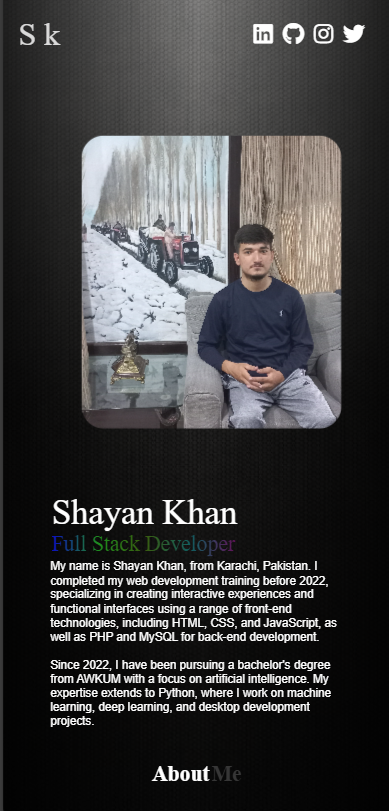 S k
Shayan Khan
Full Stack Developer
My name is Shayan Khan, from Karachi, Pakistan. I
completed my web development training before 2022,
specializing in creating interactive experiences and
functional interfaces using a range of front-end
technologies, including HTML, CSS, and JavaScript, as
well as PHP and MySQL for back-end development.
Since 2022, I have been pursuing a bachelor's degree
from AWKUM with a focus on artificial intelligence. My
expertise extends to Python, where I work on machine
learning, deep learning, and desktop development
projects.
About Me